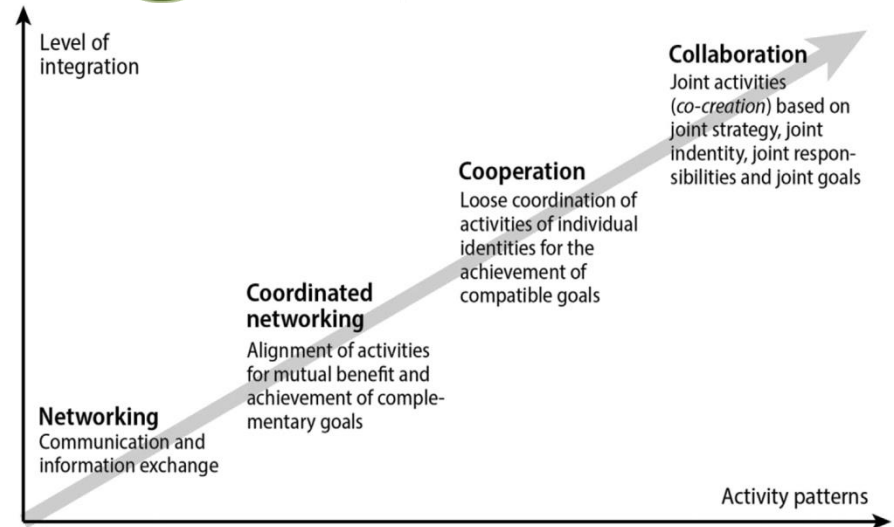 Level of
integration
Collaboration
Joint activities
(co-creation) based on
joint strategy, joint
indentity, joint respon-
sibilities and joint goals
Cooperation
Loose coordination of
activities of individual
identities for the
achievement of
compatible goals
Coordinated
networking
Alignment of activities
for mutual benefit and
achievement of comple-
mentary goals
Networking
Communication and
information exchange
Activity patterns